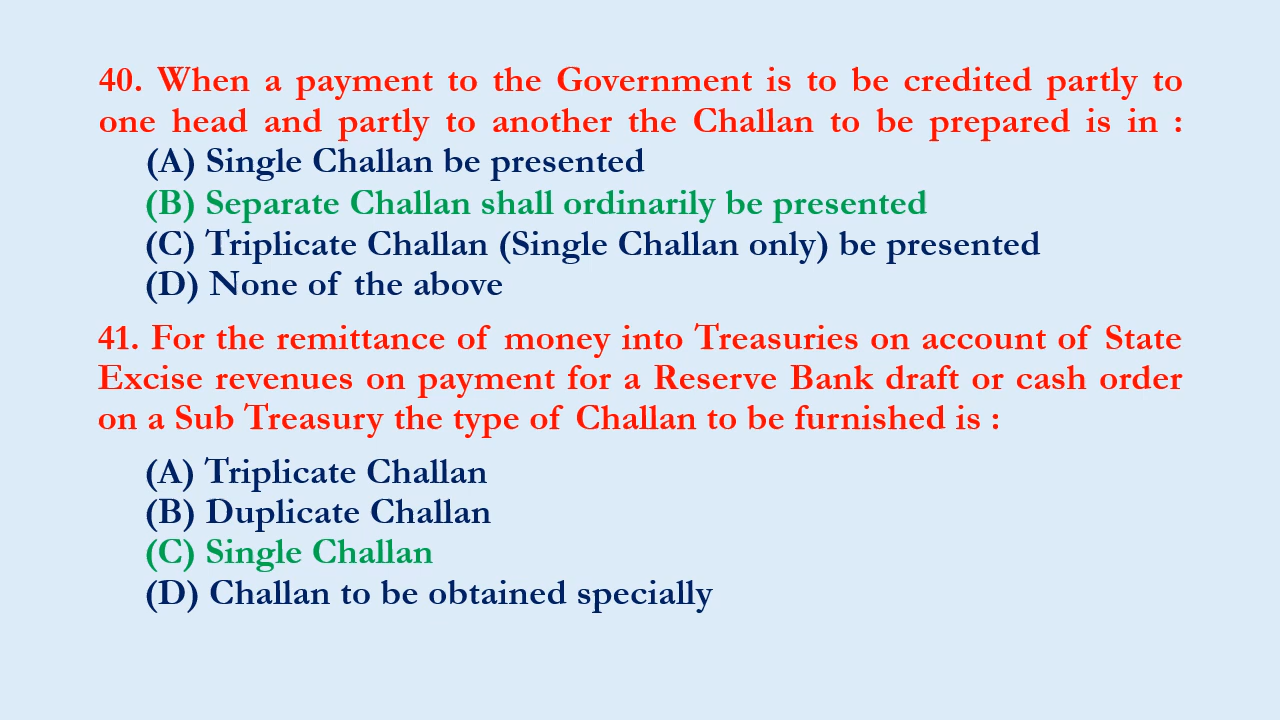 40. When a payment to the Government is to be credited partly to
one head and partly to another the Challan to be prepared is in :
(A) Single Challan be presented
(B) Separate Challan shall ordinarily be presented
(C) Triplicate Challan (Single Challan only) be presented
(D) None of the above
41. For the remittance of money into Treasuries on account of State
Excise revenues on payment for a Reserve Bank draft or cash order
on a Sub Treasury the type of Challan to be furnished is :
(A) Triplicate Challan
(B) Duplicate Challan
(C) Single Challan
(D) Challan to be obtained specially